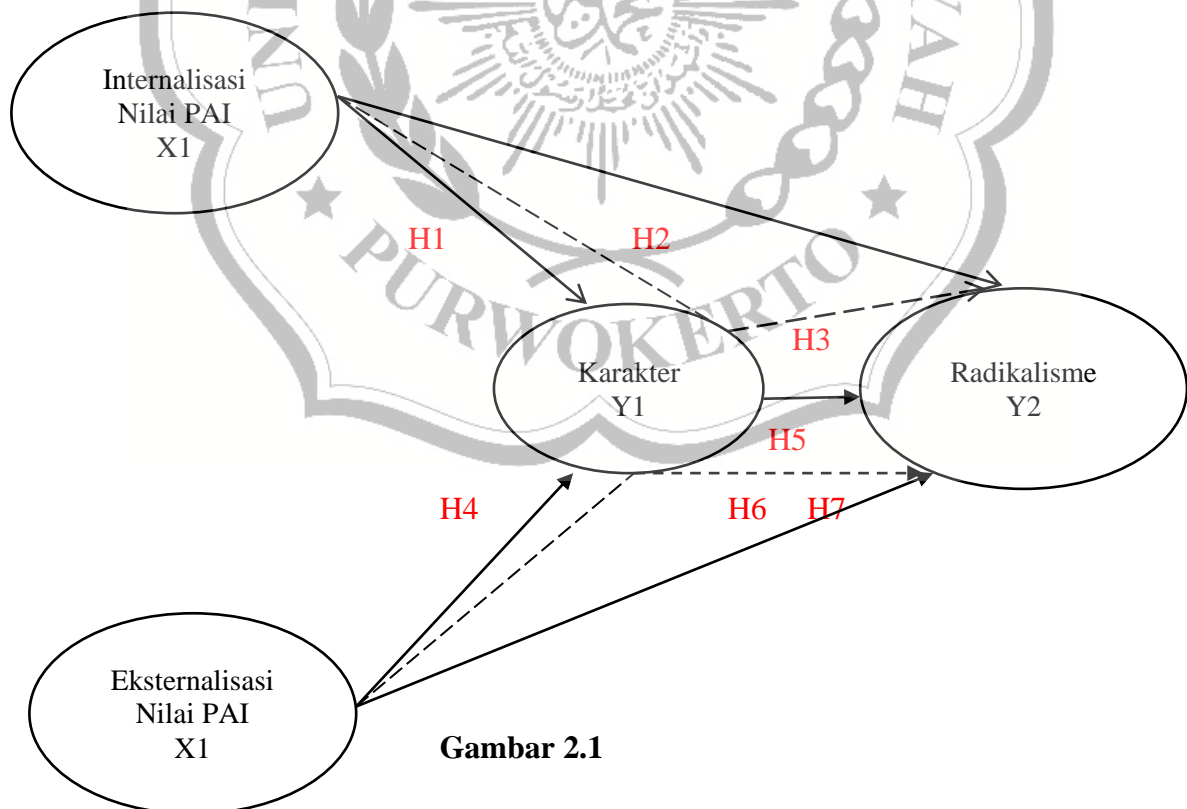 Internalisasi
Nilai PAI
X1
H1
H2
PURWOKERTO
H3
Karakter
Y1
Radikalisme
Y2
H5
H4
H6
H7
Eksternalisasi
Nilai PAI
X1
Gambar 2.1